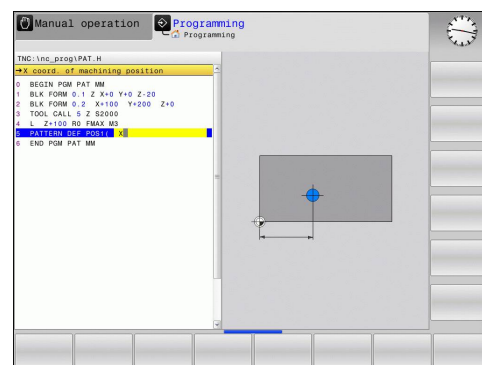 Manual operation
Programming
Programming
TNC:\nc_prog\PAT.H
→X coord. of machining position
0 BEGIN PGM PAT MM
1 BLK FORM 0.1 Z X+0 Y+0 Z-20
2 BLK FORM 0.2 X+100 Y+200 Z+0
3 TOOL CALL 5 Z S2000
4 L Z+100 R0 FMAX M3
5 PATTERN DEF POS1( X
6 END PGM PAT MM